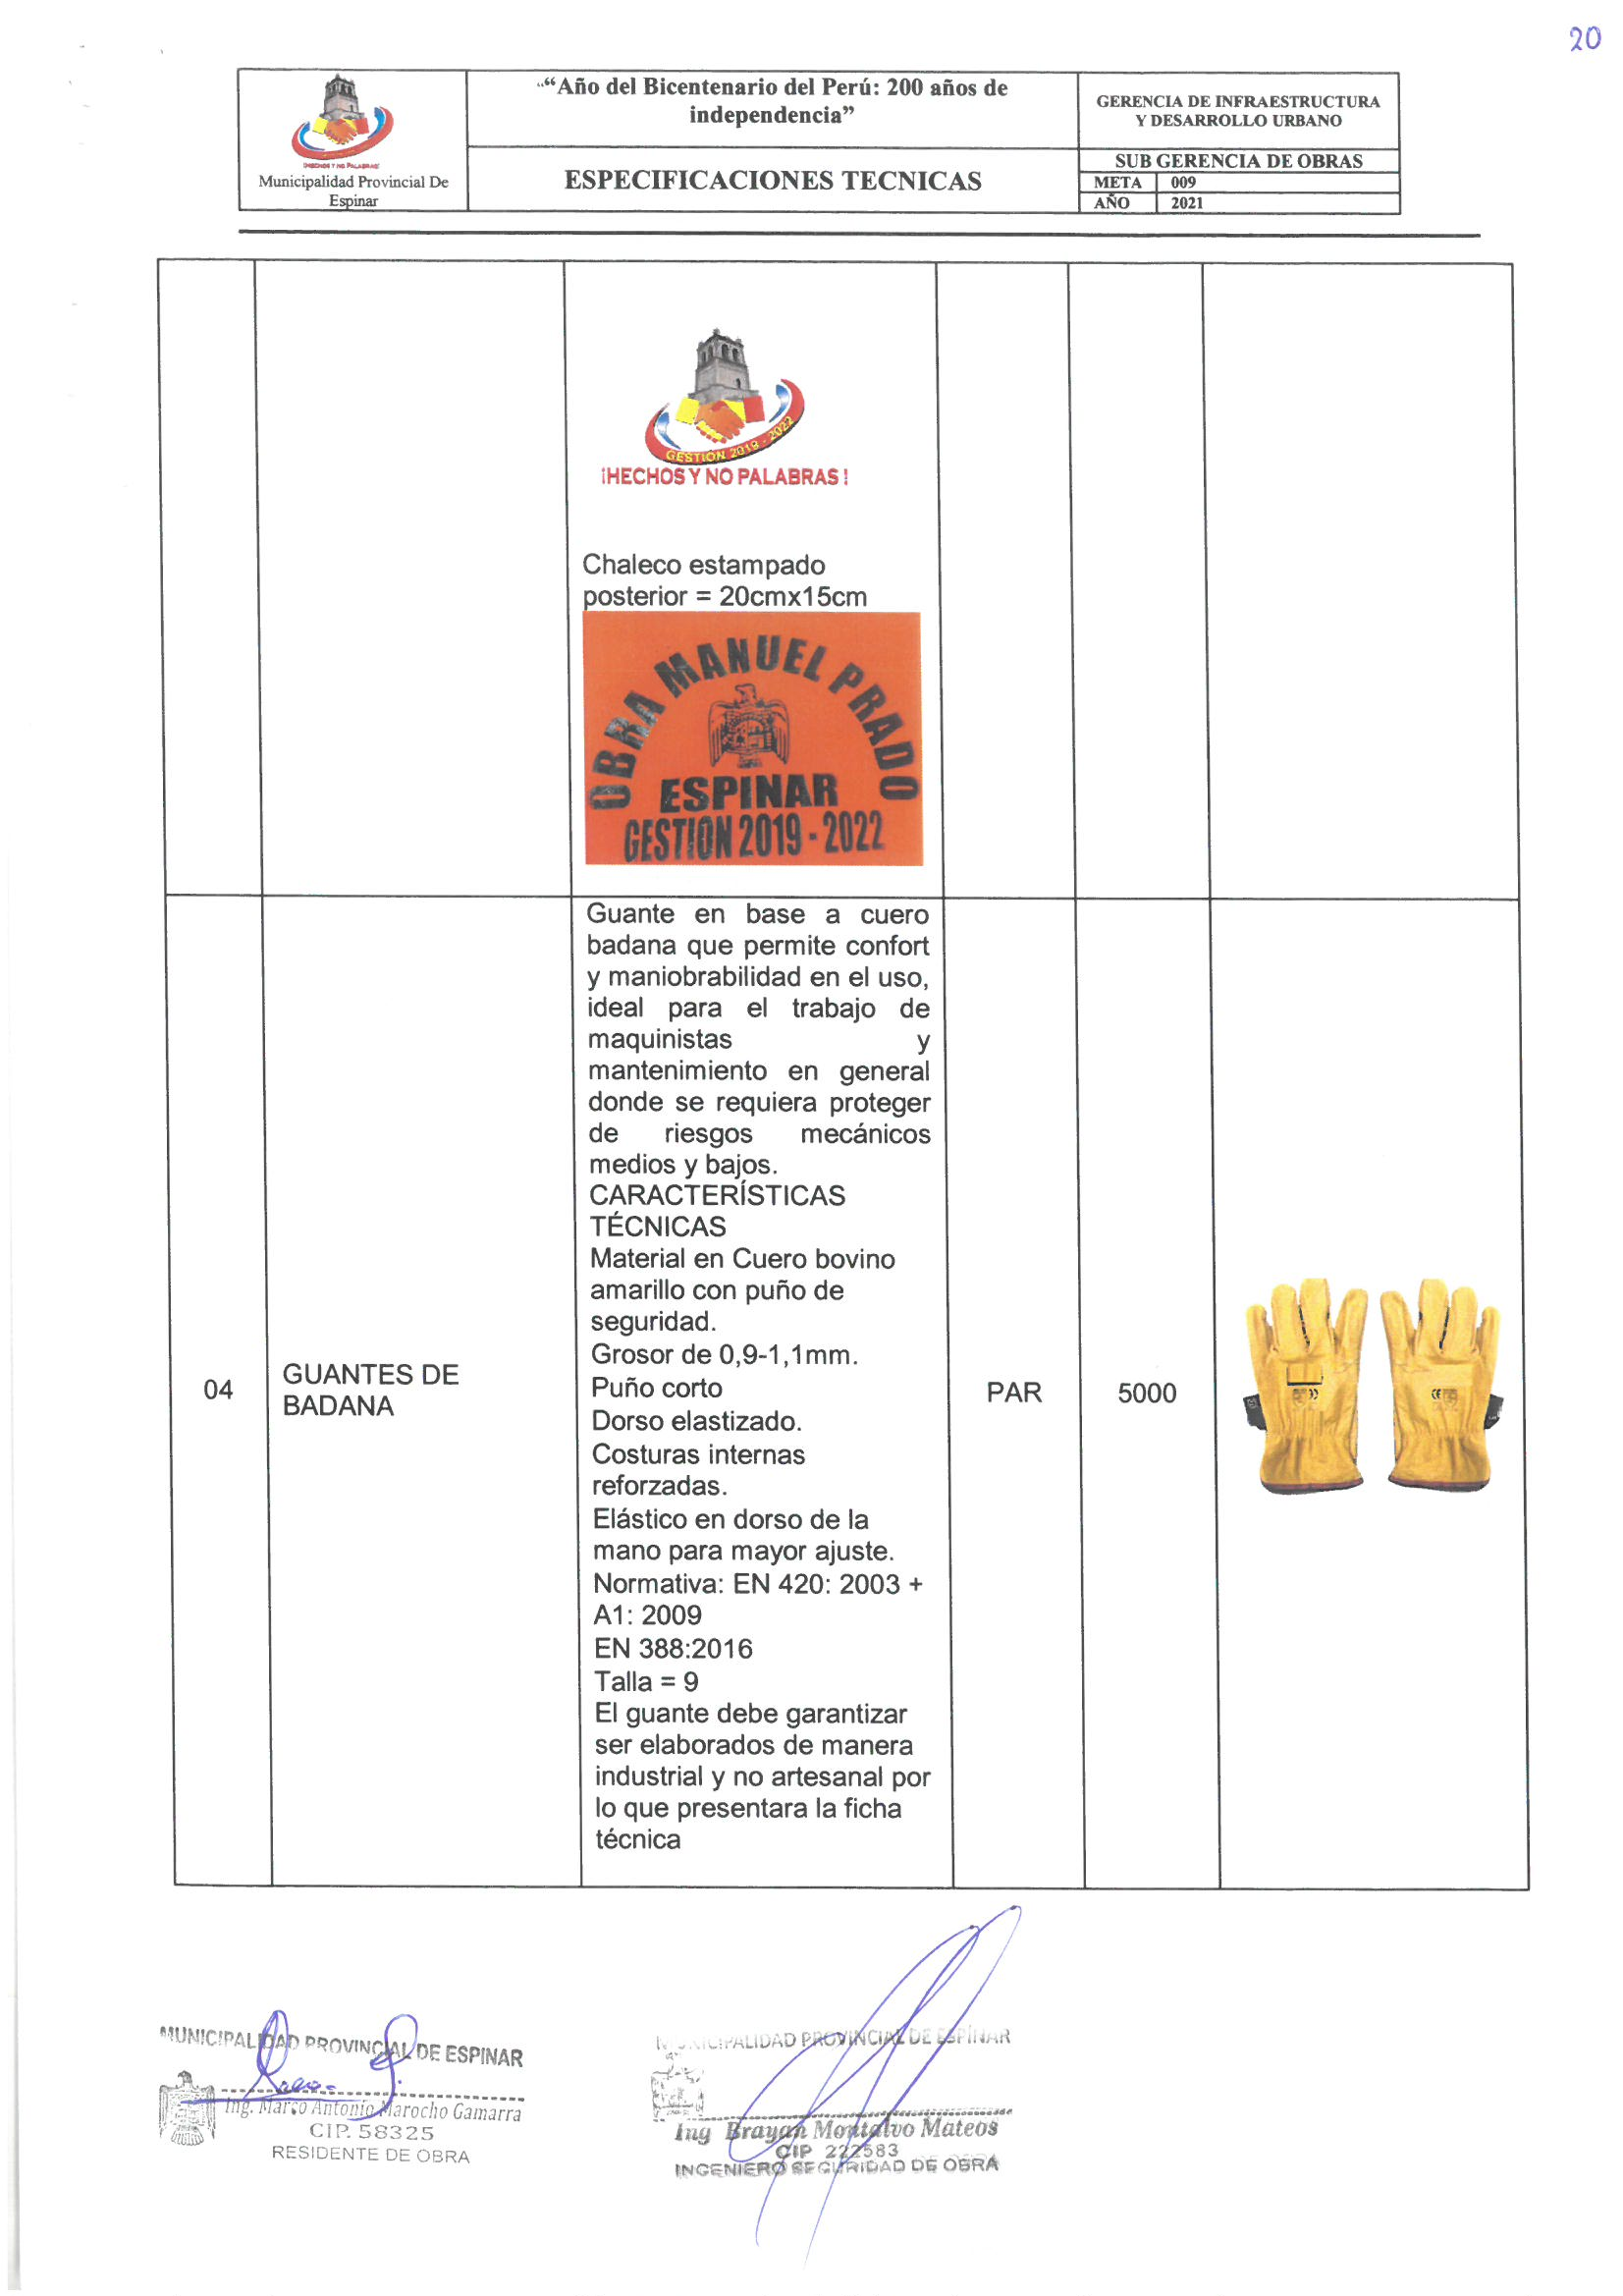 20
"“Año del Bicentenario del Perú: 200 años de
independencia”
GERENCIA DE INFRAESTRUCTURA
Y DESARROLLO URBANO
¡HECHOS Y NO PALABRAS!
Municipalidad Provincial De
Espinar
ESPECIFICACIONES TECNICAS
SUB GERENCIA DE OBRAS
META 009
AÑO 2021
GESTIÓN 2019 - 2022
¡HECHOS Y NO PALABRAS !
Chaleco estampado
posterior = 20cmx15cm
OBRA MANUEL PRADO
ESPINAR
GESTION 2019 - 2022
04
GUANTES DE
BADANA
Guante en base a cuero
badana que permite confort
y maniobrabilidad en el uso,
ideal para el trabajo de
maquinistas y
mantenimiento en general
donde se requiera proteger
de riesgos mecánicos
medios y bajos.
CARACTERÍSTICAS
TÉCNICAS
Material en Cuero bovino
amarillo con puño de
seguridad.
Grosor de 0,9-1,1mm.
Puño corto
Dorso elastizado.
Costuras internas
reforzadas.
Elástico en dorso de la
mano para mayor ajuste.
Normativa: EN 420: 2003 +
A1: 2009
EN 388:2016
Talla = 9
El guante debe garantizar
ser elaborados de manera
industrial y no artesanal por
lo que presentara la ficha
técnica
PAR
5000
CE
MUNICIPALIDAD PROVINCIAL DE ESPINAR
Ing. Marco Antonio Marocho Gamarra
CIP. 58325
RESIDENTE DE OBRA
MUNICIPALIDAD PROVINCIAL DE ESPINAR
Ing Brayan Montalvo Mateos
CIP 222583
INGENIERO SEGURIDAD DE OBRA